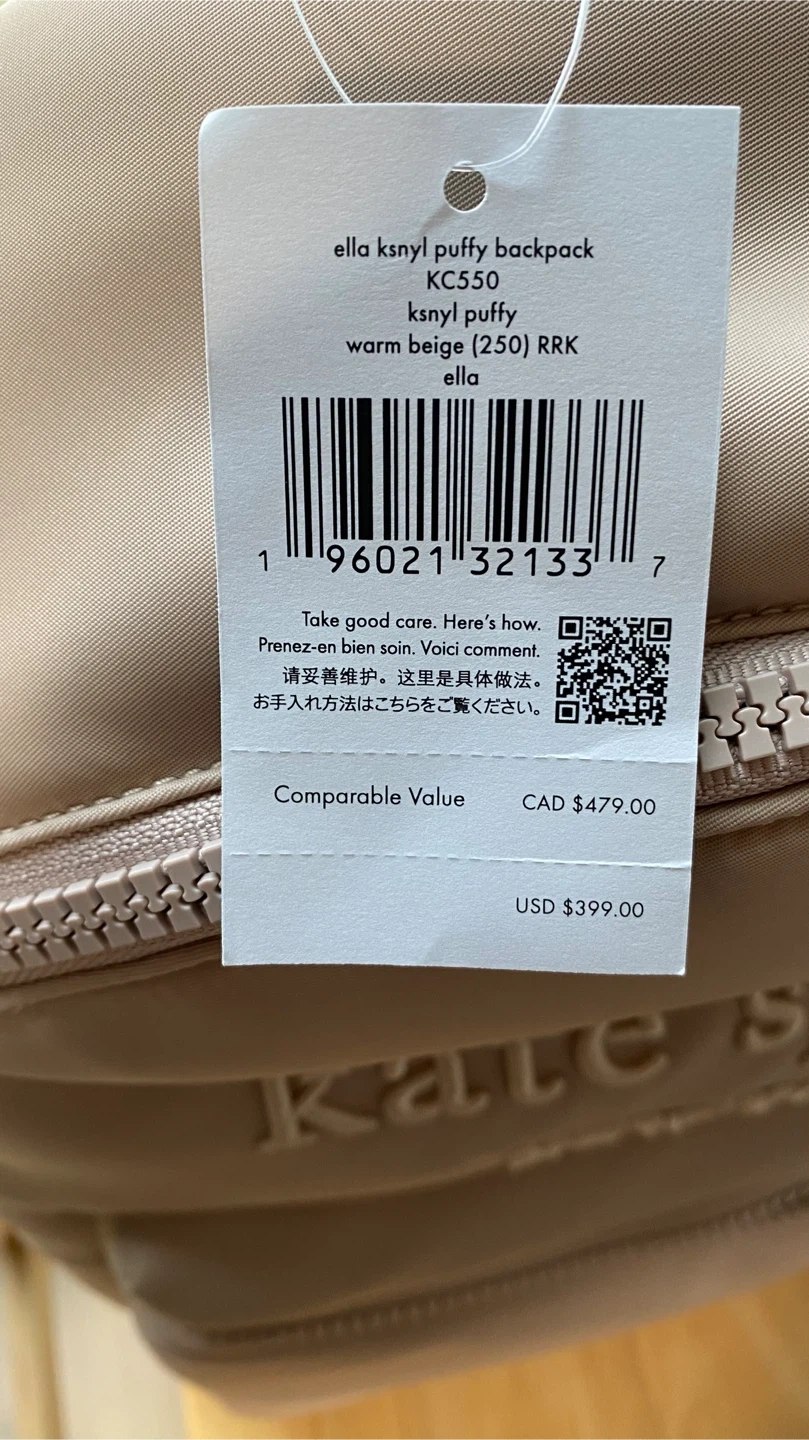 ella ksnyl puffy backpack
KC550
ksnyl puffy
warm beige (250) RRK
ella
1 96021 32133 7
Take good care. Here's how.
Prenez-en bien soin. Voici comment.
请妥善维护。这里是具体做法。
お手入れ方法はこちらをご覧ください。
Comparable Value CAD $479.00
USD $399.00
kate s